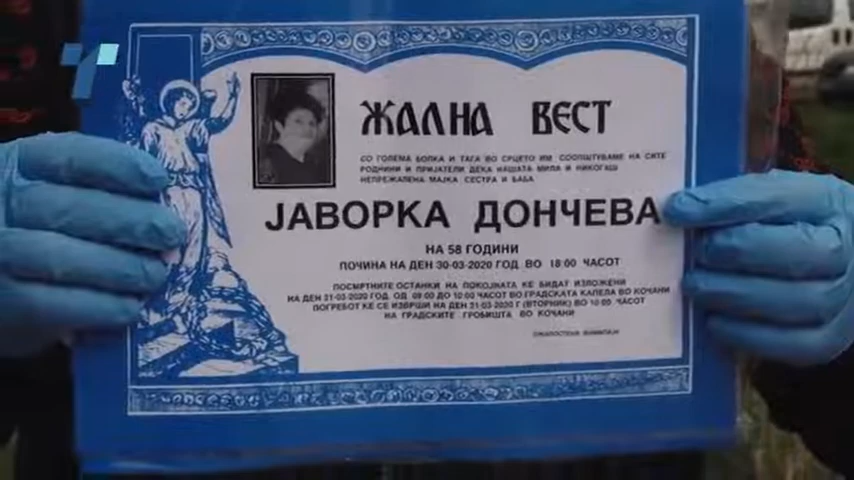 ЖАЛНА ВЕСТ
СО ГОЛЕМА БОЛКА И ТАГА ВО СРЦЕТО ИМ СООПШТУВАМЕ НА СИТЕ
РОДНИНИ И ПРИЈАТЕЛИ ДЕКА НАШАТА МИЛА И НИКОГАШ
НЕПРЕЖАЛЕНА МАЈКА СЕСТРА И БАБА
ЈАВОРКА ДОНЧЕВА
НА 58 ГОДИНИ
ПОЧИНА НА ДЕН 30-03-2020 ГОД ВО 18:00 ЧАСОТ
ПОСМРТНИТЕ ОСТАНКИ НА ПОКОЈНАТА ЌЕ БИДАТ ИЗЛОЖЕНИ
НА ДЕН 31-03-2020 ГОД. ОД 09:00 ДО 10:00 ЧАСОТ ВО ГРАДСКАТА КАПЕЛА ВО КОЧАНИ
ПОГРЕБОТ ЌЕ СЕ ИЗВРШИ НА ДЕН 31-03-2020 Г (ВТОРНИК) ВО 10:00 ЧАСОТ
НА ГРАДСКИТЕ ГРОБИШТА ВО КОЧАНИ
ОЖАЛОСТЕНА ФАМИЛИЈА